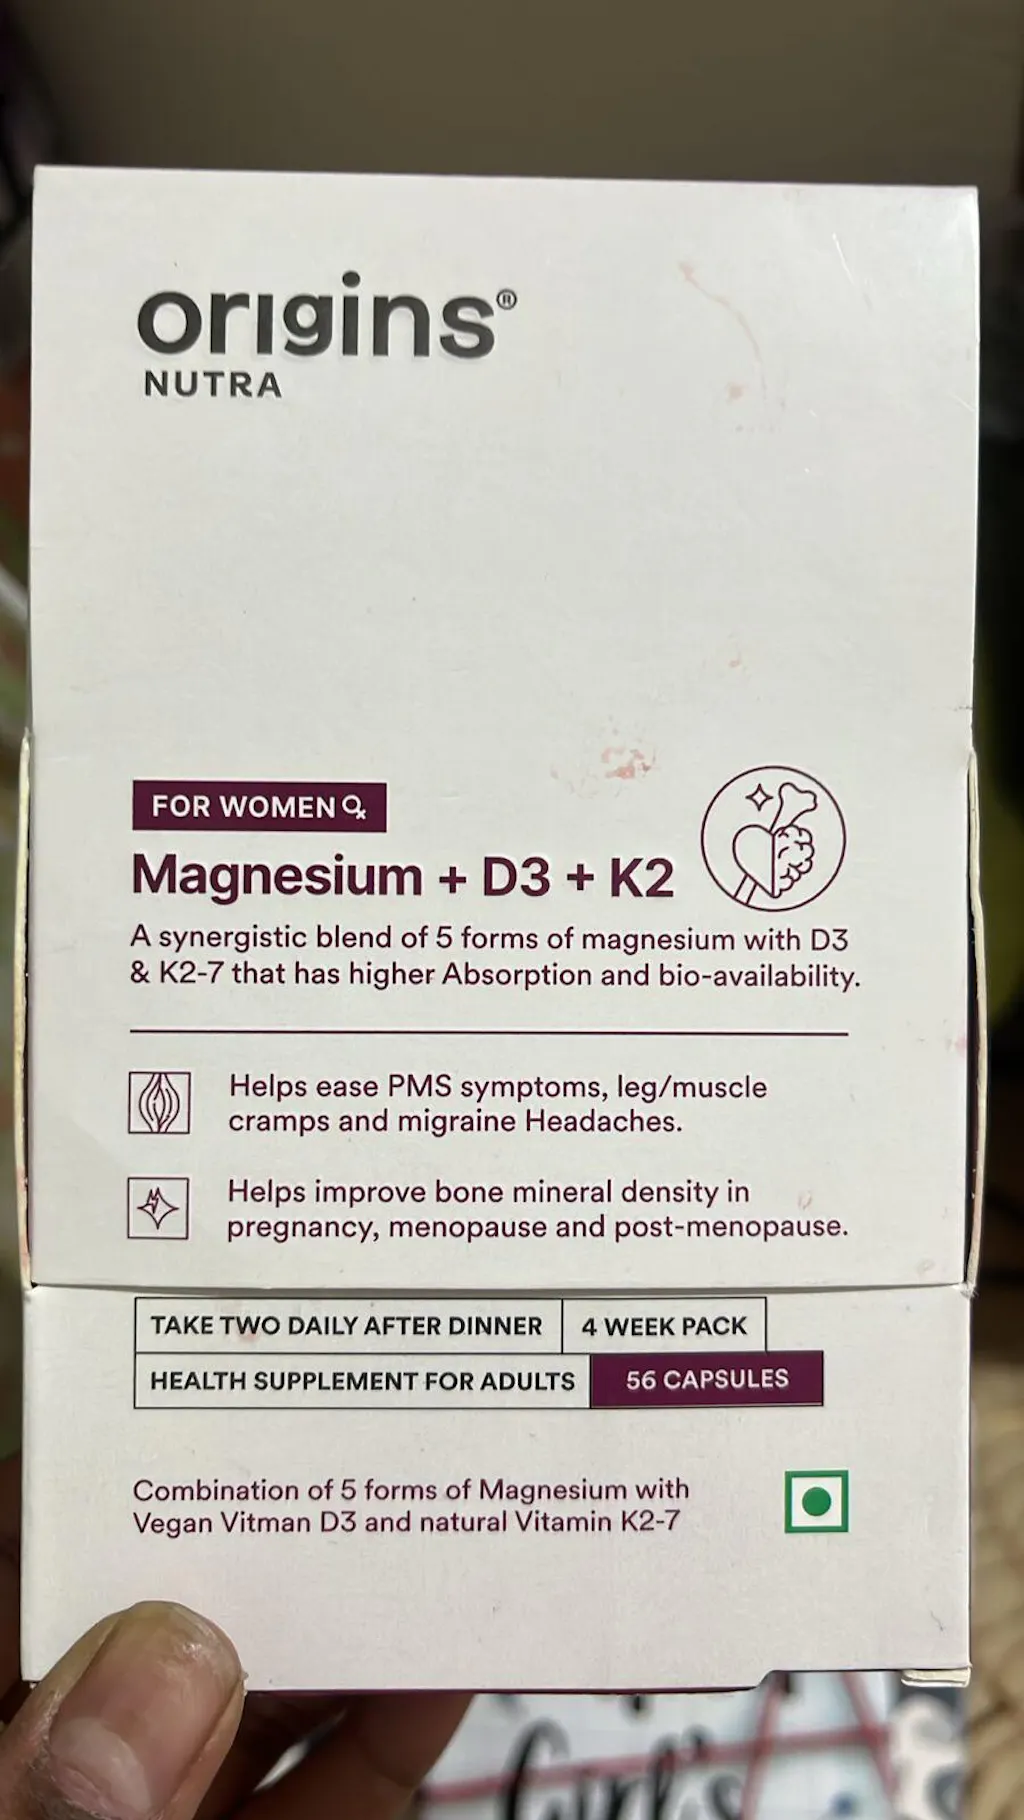 origins®
NUTRA
FOR WOMEN
Magnesium + D3 + K2
A synergistic blend of 5 forms of magnesium with D3
& K2-7 that has higher Absorption and bio-availability.
Helps ease PMS symptoms, leg/muscle
cramps and migraine Headaches.
Helps improve bone mineral density in
pregnancy, menopause and post-menopause.
TAKE TWO DAILY AFTER DINNER
4 WEEK PACK
HEALTH SUPPLEMENT FOR ADULTS
56 CAPSULES
Combination of 5 forms of Magnesium with
Vegan Vitman D3 and natural Vitamin K2-7
Girl's